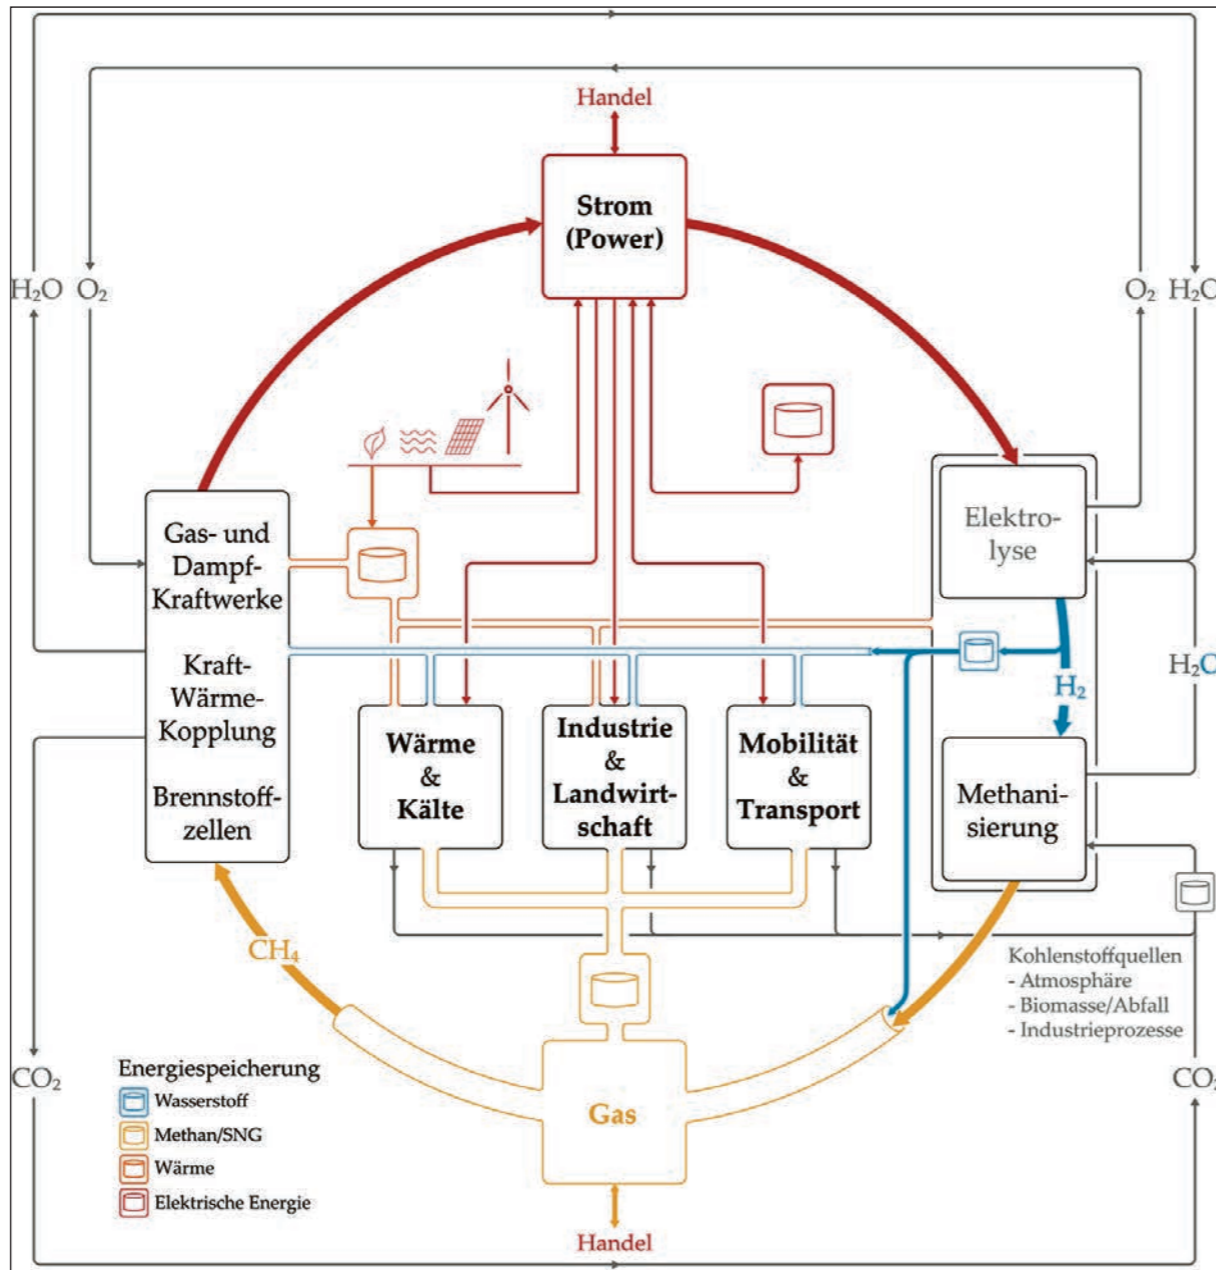 Handel
Strom
(Power)
H₂O
O₂
O₂
H₂O
Gas- und
Dampf-
Kraftwerke
Kraft-
Wärme-
Kopplung
Brennstoff-
zellen
Elektro-
lyse
H₂
H₂O
Wärme
&
Kälte
Industrie
&
Landwirt-
schaft
Mobilität
&
Transport
Methani-
sierung
CH₄
Kohlenstoffquellen
- Atmosphäre
- Biomasse/Abfall
- Industrieprozesse
CO₂
CO₂
Gas
Handel
Energiespeicherung
Wasserstoff
Methan/SNG
Wärme
Elektrische Energie